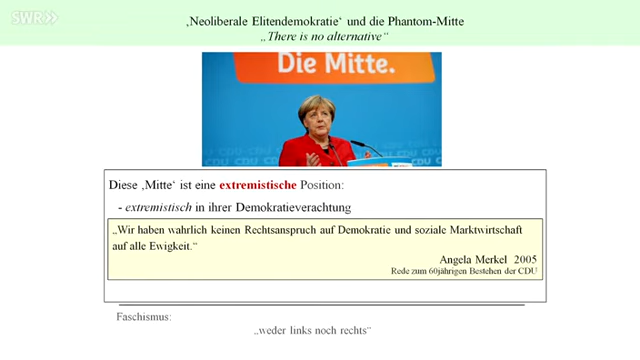 SWR
‚Neoliberale Elitendemokratie‘ und die Phantom-Mitte
„There is no alternative“
Die Mitte.
CDU CDU
Diese ‚Mitte‘ ist eine extremistische Position:
- extremistisch in ihrer Demokratieverachtung
„Wir haben wahrlich keinen Rechtsanspruch auf Demokratie und soziale Marktwirtschaft
auf alle Ewigkeit.“
Angela Merkel 2005
Rede zum 60jährigen Bestehen der CDU
Faschismus:
„weder links noch rechts“